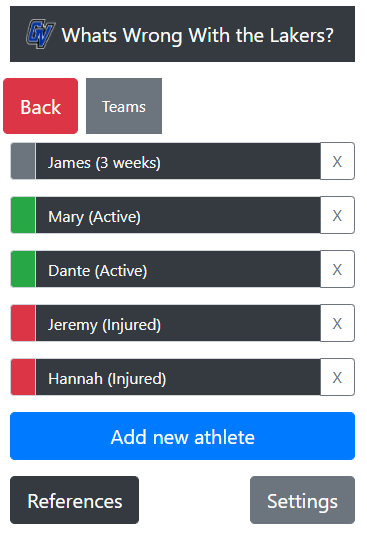 GV Whats Wrong With the Lakers?
Back Teams
James (3 weeks) X
Mary (Active) X
Dante (Active) X
Jeremy (Injured) X
Hannah (Injured) X
Add new athlete
References Settings